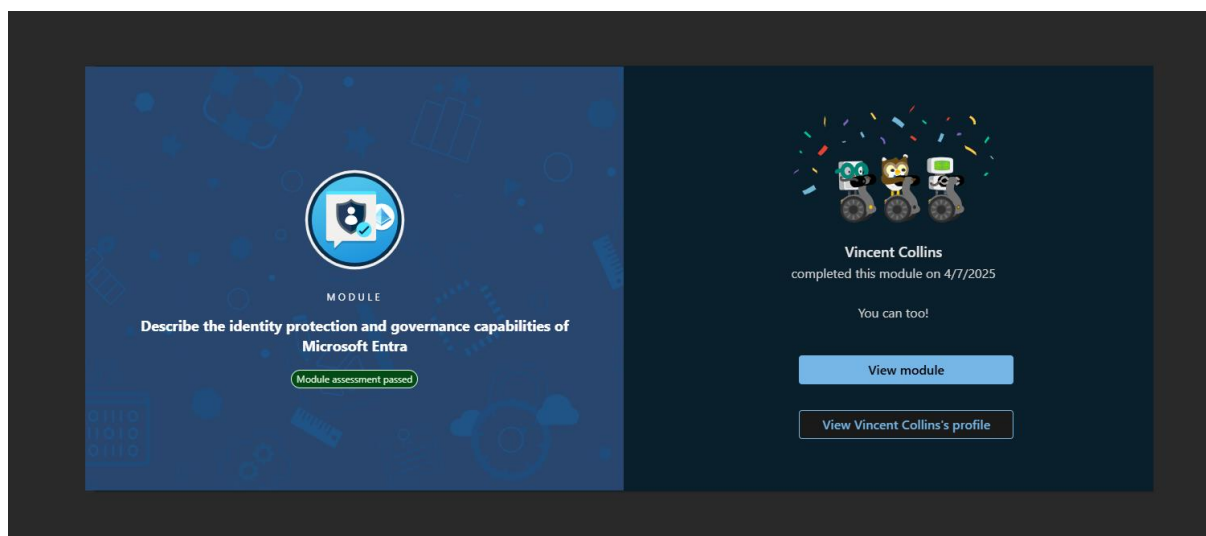 MODULE
Describe the identity protection and governance capabilities of
Microsoft Entra
Module assessment passed
Vincent Collins
completed this module on 4/7/2025
You can too!
View module
View Vincent Collins's profile